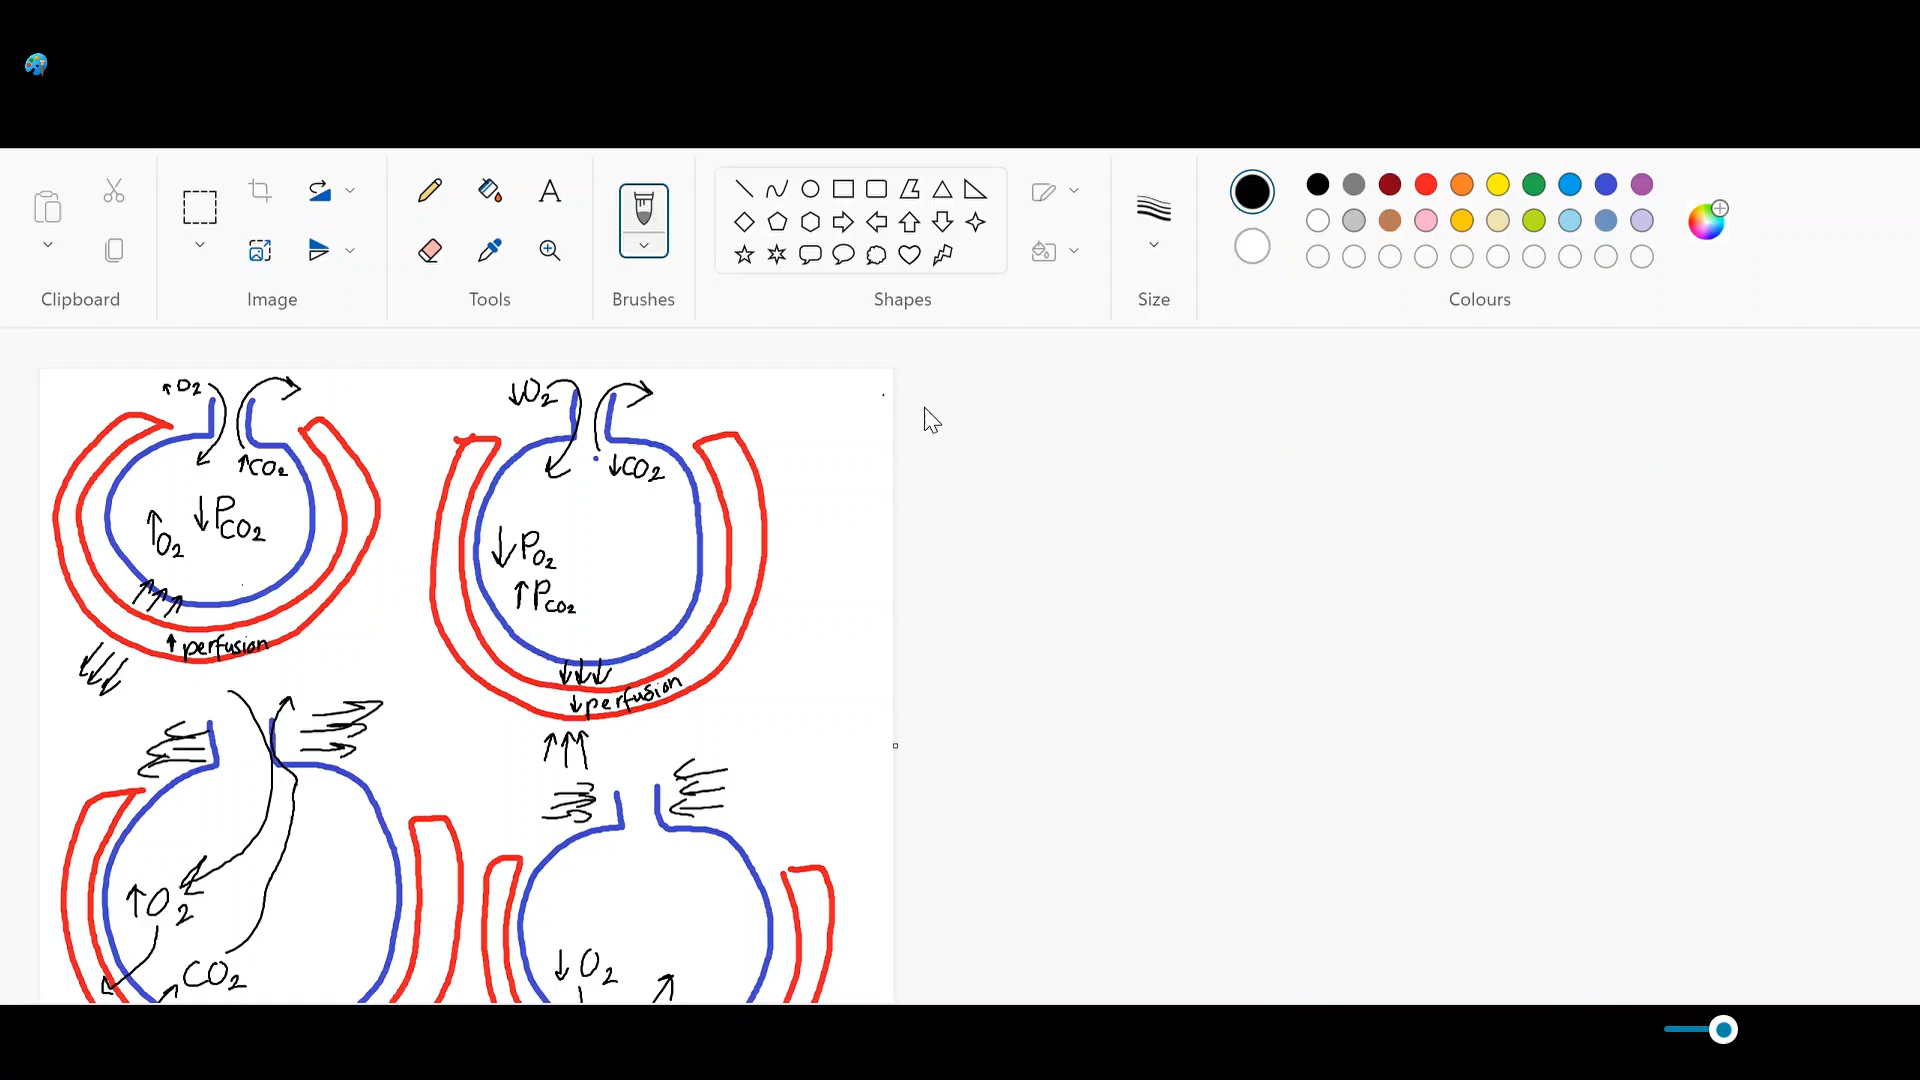 Clipboard
Image
Tools
Brushes
Shapes
Size
Colours
↑O2
↑CO2
↓PCO2
↑O2
↑ perfusion
↓O2
↓CO2
↓PO2
↑PCO2
↓perfusion
↑O2
CO2
↓O2